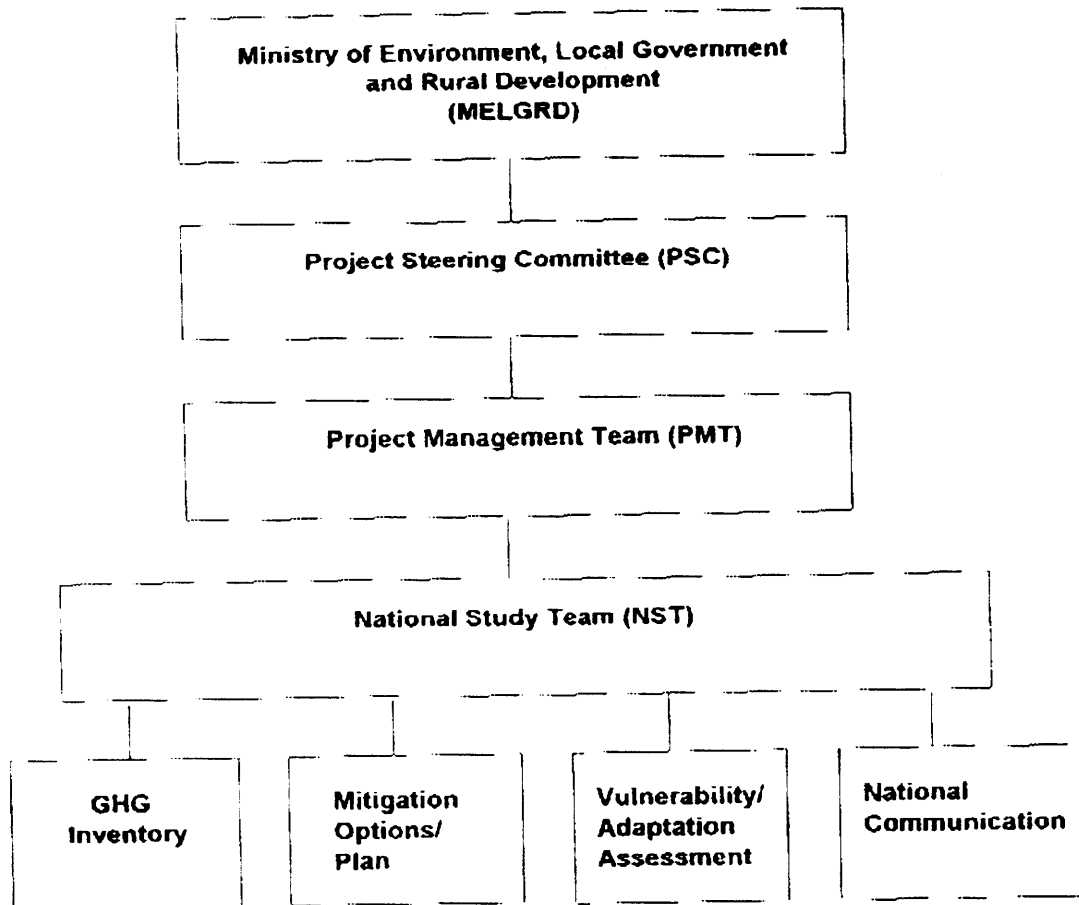 Ministry of Environment, Local Government
and Rural Development
(MELGRD)
Project Steering Committee (PSC)
Project Management Team (PMT)
National Study Team (NST)
GHG
Inventory
Mitigation
Options/
Plan
Vulnerability/
Adaptation
Assessment
National
Communication